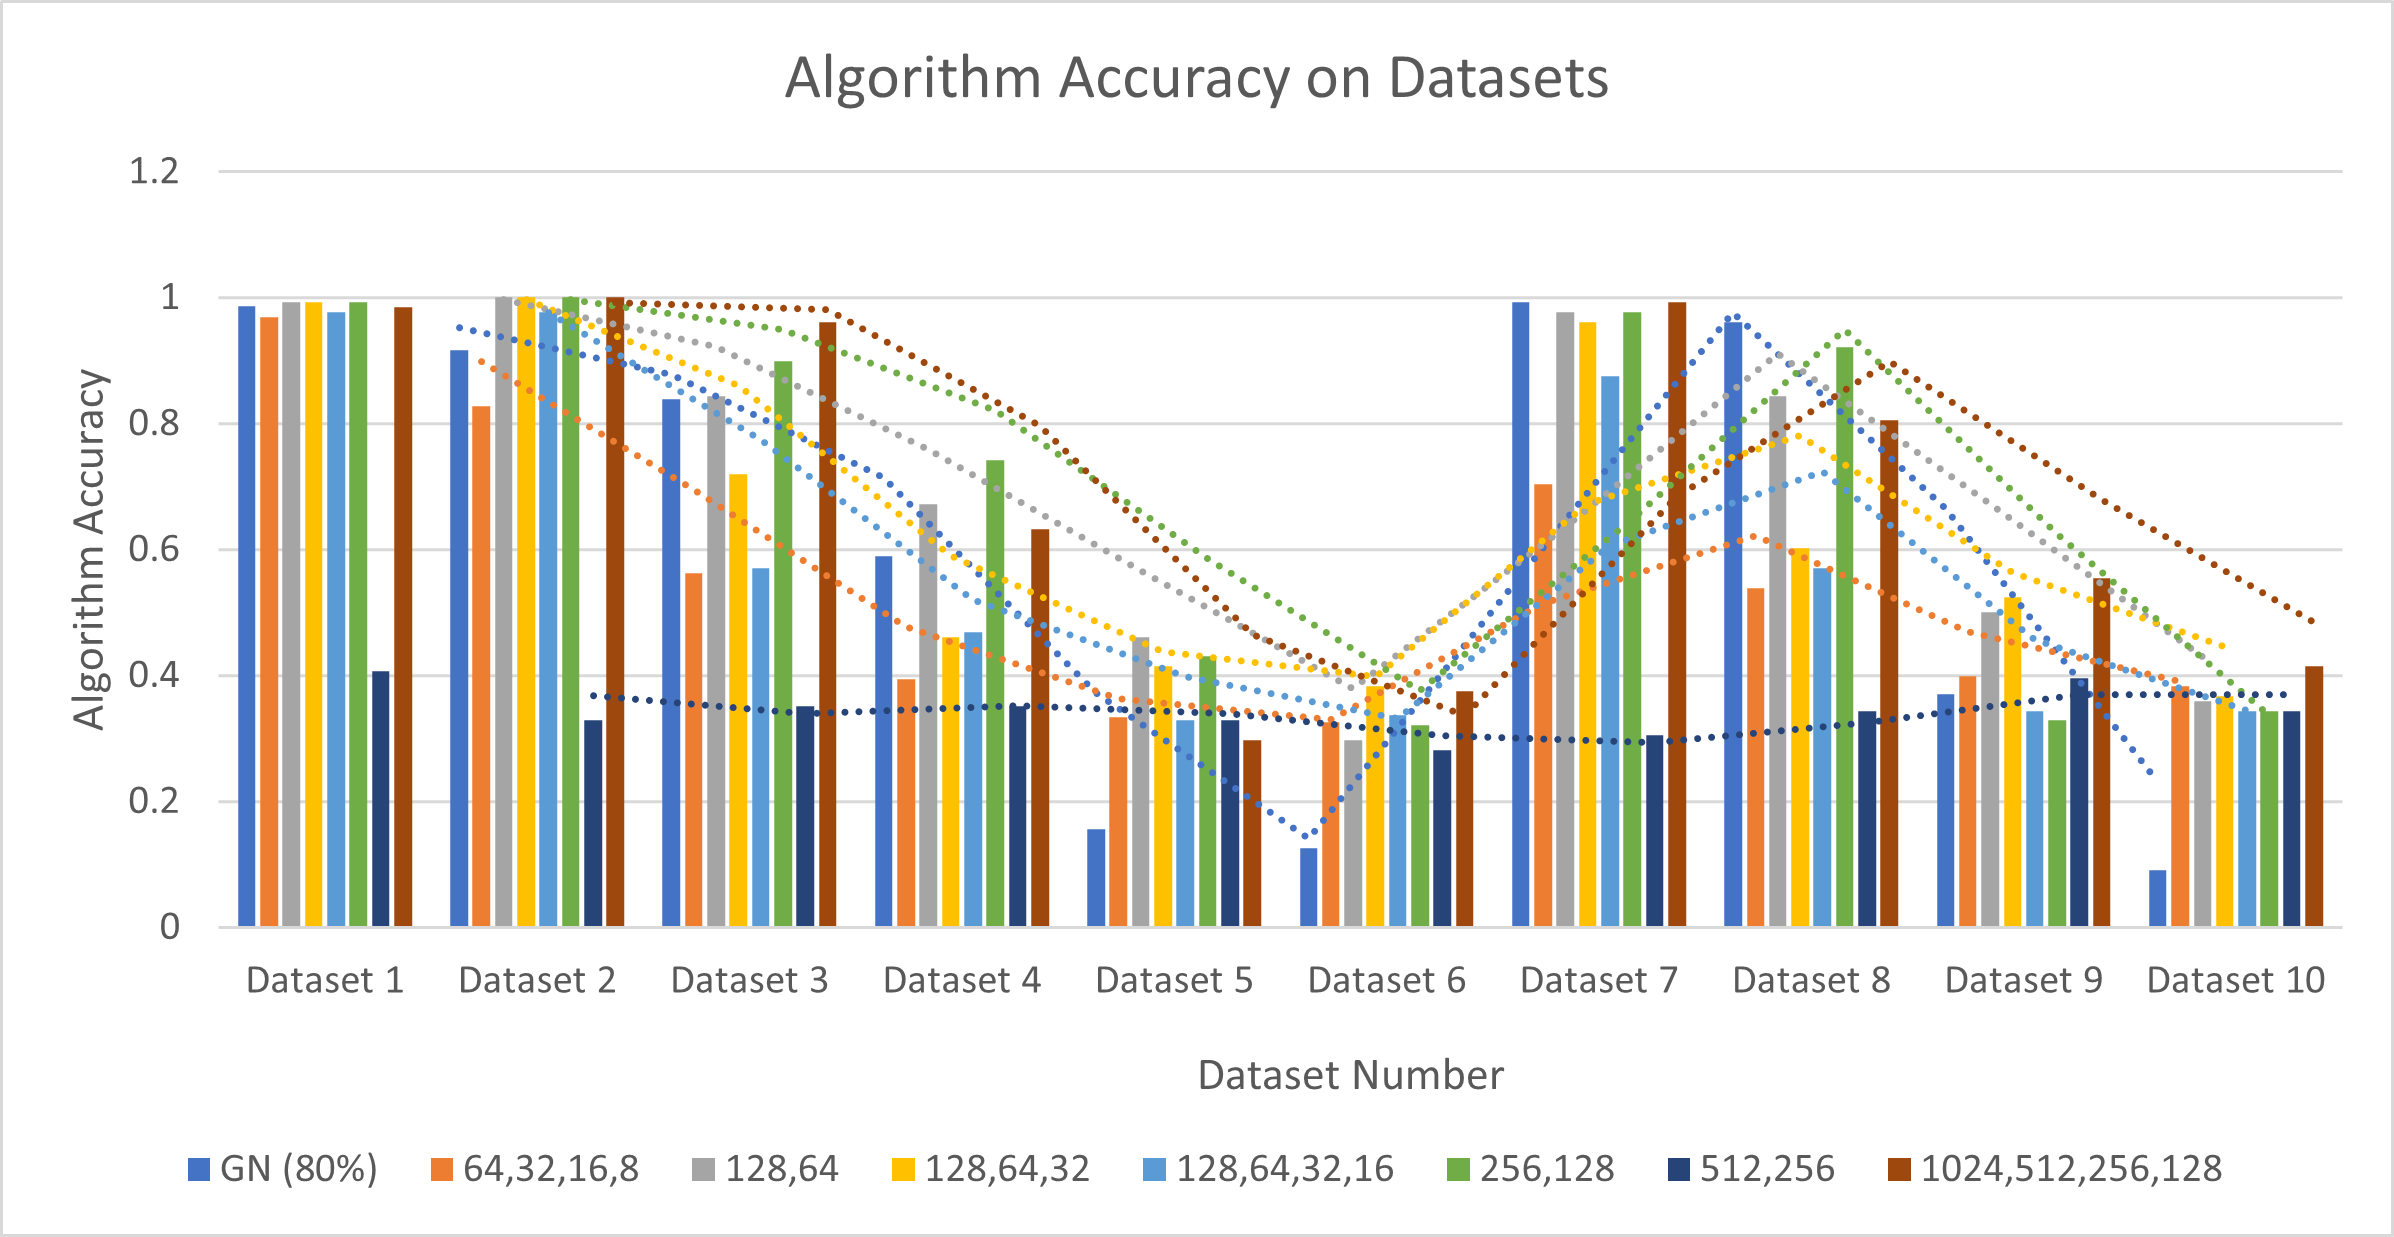 Algorithm Accuracy on Datasets
1.2
1
0.8
0.6
0.4
0.2
0
Algorithm Accuracy
Dataset 1 Dataset 2 Dataset 3 Dataset 4 Dataset 5 Dataset 6 Dataset 7 Dataset 8 Dataset 9 Dataset 10
Dataset Number
GN (80%) 64,32,16,8 128,64 128,64,32 128,64,32,16 256,128 512,256 1024,512,256,128